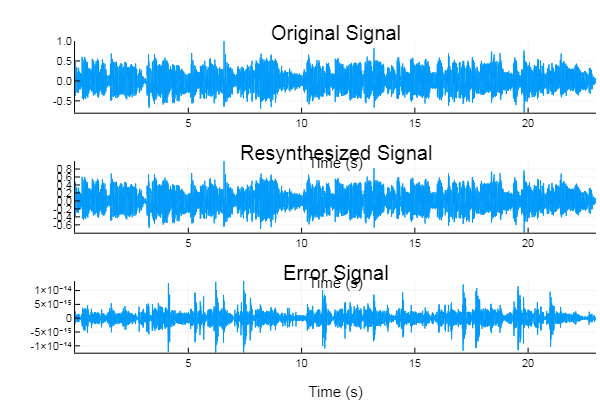 Original Signal
1.0
0.5
0.0
-0.5
5 10 15 20
Time (s)
Resynthesized Signal
0.8
0.6
0.4
0.2
0.0
-0.2
-0.4
-0.6
5 10 15 20
Time (s)
Error Signal
1×10⁻¹⁴
5×10⁻¹⁵
0
-5×10⁻¹⁵
-1×10⁻¹⁴
5 10 15 20
Time (s)